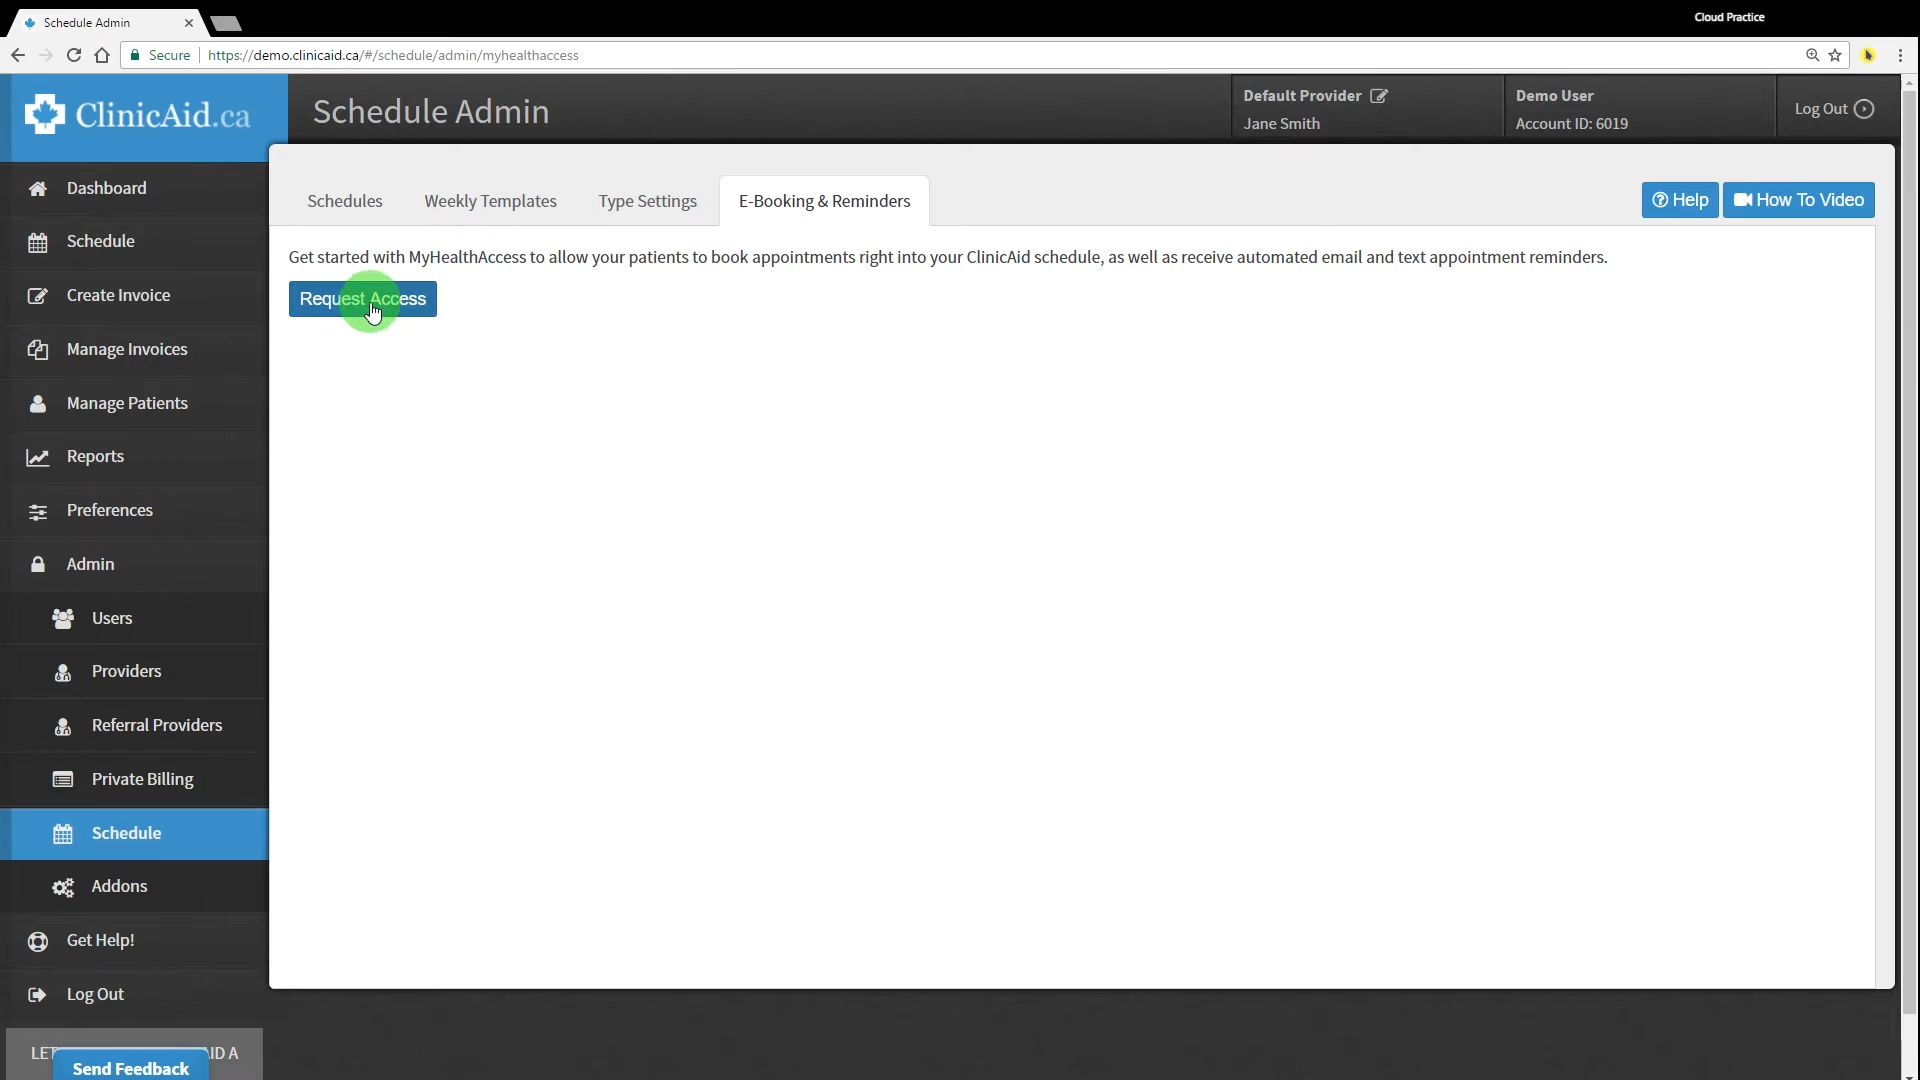 Schedule Admin
Cloud Practice
Secure
https://demo.clinicaid.ca/#/schedule/admin/myhealthaccess
ClinicAid.ca
Schedule Admin
Default Provider
Jane Smith
Demo User
Account ID: 6019
Log Out
Dashboard
Schedule
Create Invoice
Manage Invoices
Manage Patients
Reports
Preferences
Admin
Users
Providers
Referral Providers
Private Billing
Schedule
Addons
Get Help!
Log Out
Send Feedback
Schedules
Weekly Templates
Type Settings
E-Booking & Reminders
Help
How To Video
Get started with MyHealthAccess to allow your patients to book appointments right into your ClinicAid schedule, as well as receive automated email and text appointment reminders.
Request Access